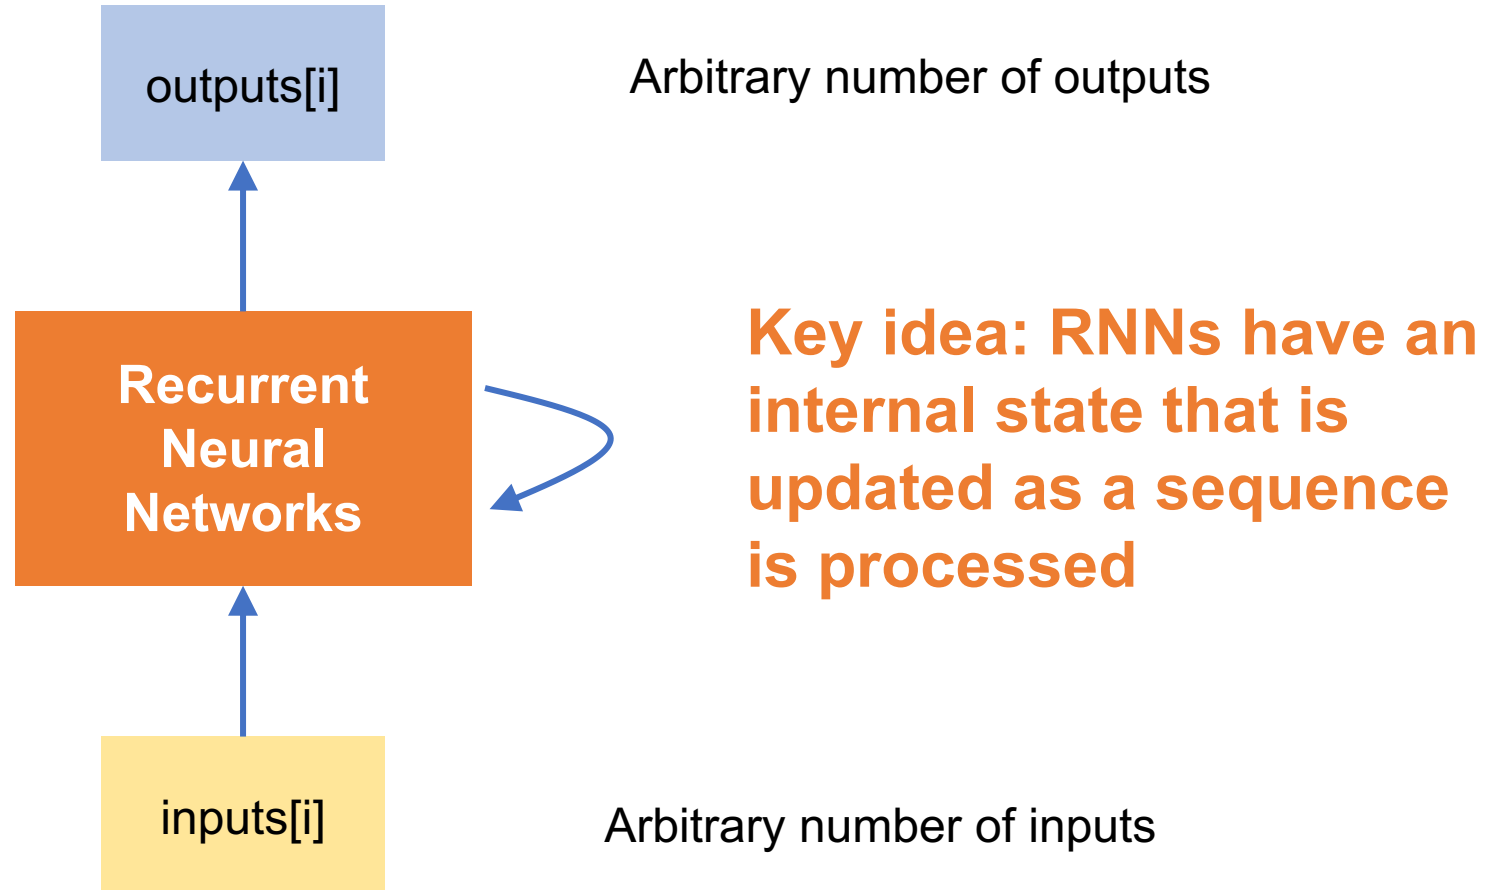 outputs[i]
Arbitrary number of outputs
Recurrent
Neural
Networks
Key idea: RNNs have an
internal state that is
updated as a sequence
is processed
inputs[i]
Arbitrary number of inputs